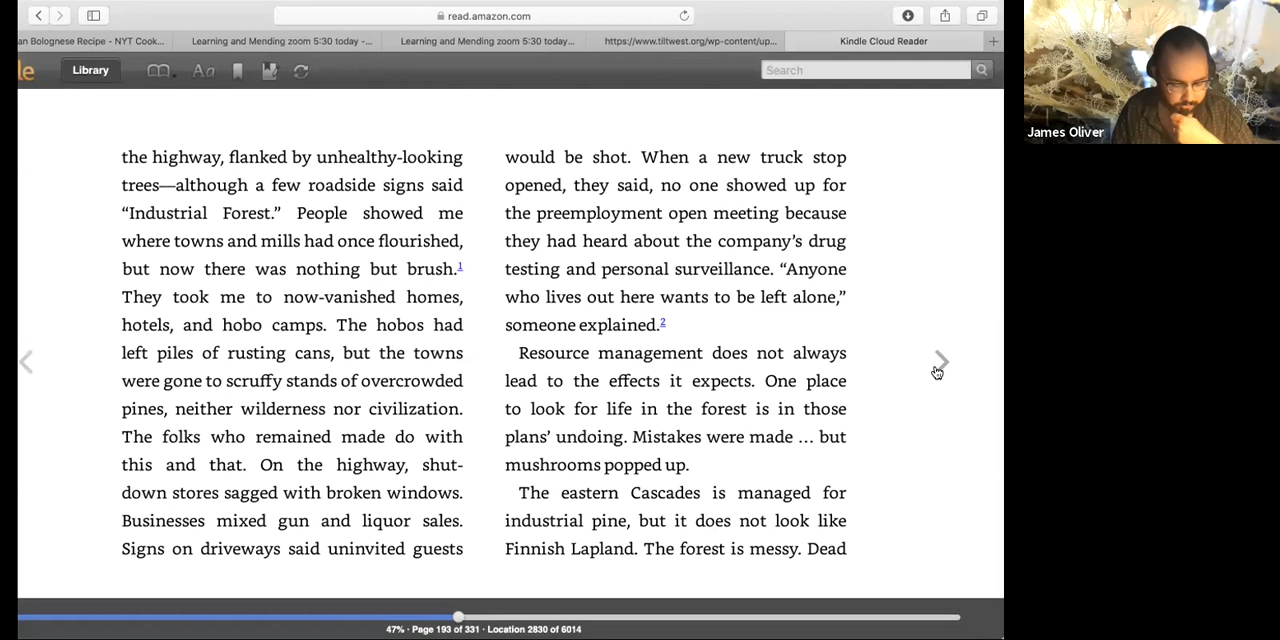 read.amazon.com
an Bolognese Recipe - NYT Cook...
Learning and Mending zoom 5:30 today -...
Learning and Mending zoom 5:30 today...
https://www.tiltwest.org/wp-content/up...
Kindle Cloud Reader
le
Library
Aa
Search
James Oliver
the highway, flanked by unhealthy-looking
trees—although a few roadside signs said
“Industrial Forest.” People showed me
where towns and mills had once flourished,
but now there was nothing but brush.1
They took me to now-vanished homes,
hotels, and hobo camps. The hobos had
left piles of rusting cans, but the towns
were gone to scruffy stands of overcrowded
pines, neither wilderness nor civilization.
The folks who remained made do with
this and that. On the highway, shut-
down stores sagged with broken windows.
Businesses mixed gun and liquor sales.
Signs on driveways said uninvited guests
would be shot. When a new truck stop
opened, they said, no one showed up for
the preemployment open meeting because
they had heard about the company’s drug
testing and personal surveillance. “Anyone
who lives out here wants to be left alone,”
someone explained.2
Resource management does not always
lead to the effects it expects. One place
to look for life in the forest is in those
plans’ undoing. Mistakes were made … but
mushrooms popped up.
The eastern Cascades is managed for
industrial pine, but it does not look like
Finnish Lapland. The forest is messy. Dead
47% · Page 193 of 331 · Location 2830 of 6014